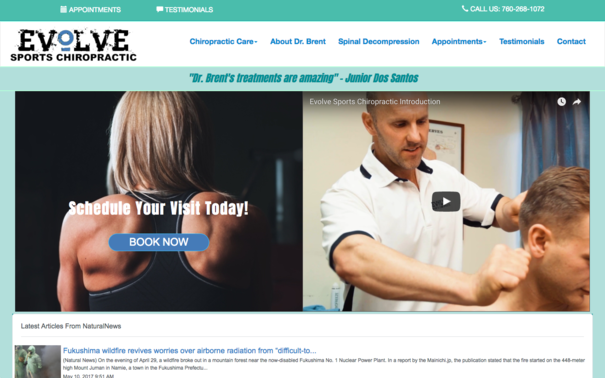 APPOINTMENTS
TESTIMONIALS
CALL US: 760-268-1072
EVOLVE
SPORTS CHIROPRACTIC
Chiropractic Care
About Dr. Brent
Spinal Decompression
Appointments
Testimonials
Contact
"Dr. Brent's treatments are amazing" - Junior Dos Santos
Evolve Sports Chiropractic Introduction
Schedule Your Visit Today!
BOOK NOW
Latest Articles From NaturalNews
Fukushima wildfire revives worries over airborne radiation from "difficult-to...
(Natural News) On the evening of April 29, a wildfire broke out in a mountain forest near the now-disabled Fukushima No. 1 Nuclear Power Plant. In a report by the Mainichi.jp, the publication stated that the fire started on the 448-meter
high Mount Juman in Namie, a town in the Fukushima Prefectu...
May 10, 2017 9:51 AM